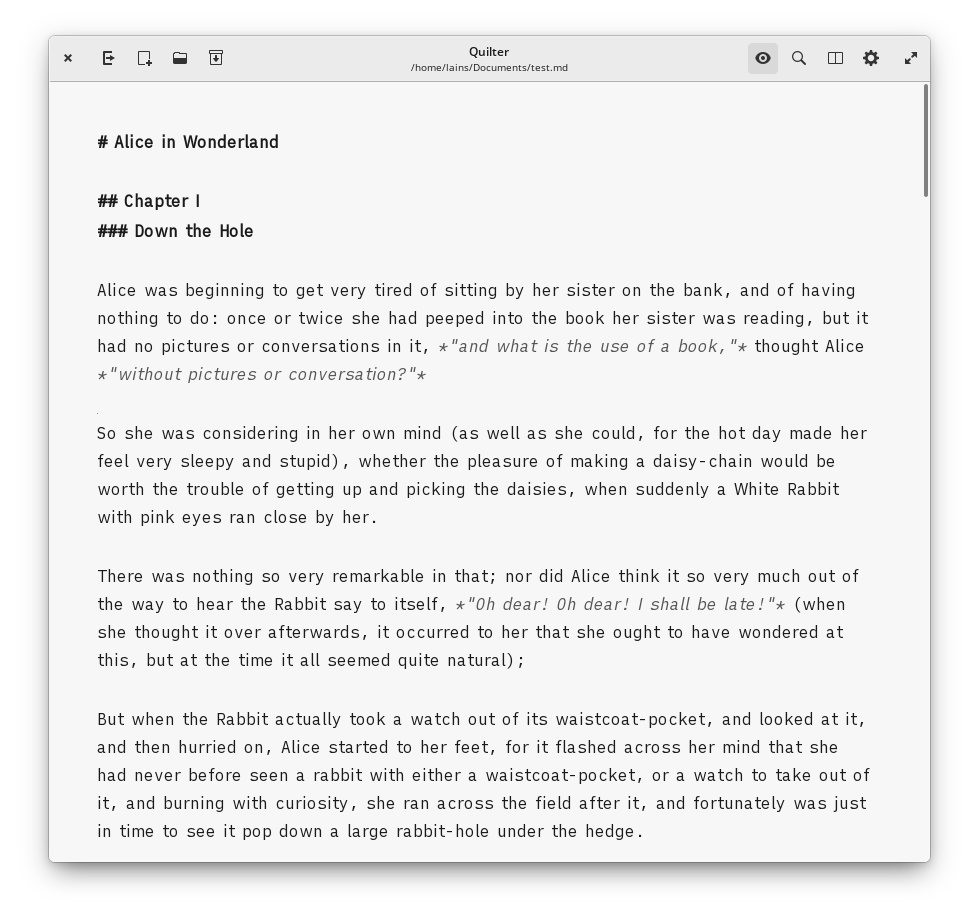 Quilter
/home/lains/Documents/test.md
# Alice in Wonderland
## Chapter I
### Down the Hole
Alice was beginning to get very tired of sitting by her sister on the bank, and of having
nothing to do: once or twice she had peeped into the book her sister was reading, but it
had no pictures or conversations in it, *"and what is the use of a book,"* thought Alice
*"without pictures or conversation?"*
So she was considering in her own mind (as well as she could, for the hot day made her
feel very sleepy and stupid), whether the pleasure of making a daisy-chain would be
worth the trouble of getting up and picking the daisies, when suddenly a White Rabbit
with pink eyes ran close by her.
There was nothing so very remarkable in that; nor did Alice think it so very much out of
the way to hear the Rabbit say to itself, *"Oh dear! Oh dear! I shall be late!"* (when
she thought it over afterwards, it occurred to her that she ought to have wondered at
this, but at the time it all seemed quite natural);
But when the Rabbit actually took a watch out of its waistcoat-pocket, and looked at it,
and then hurried on, Alice started to her feet, for it flashed across her mind that she
had never before seen a rabbit with either a waistcoat-pocket, or a watch to take out of
it, and burning with curiosity, she ran across the field after it, and fortunately was just
in time to see it pop down a large rabbit-hole under the hedge.